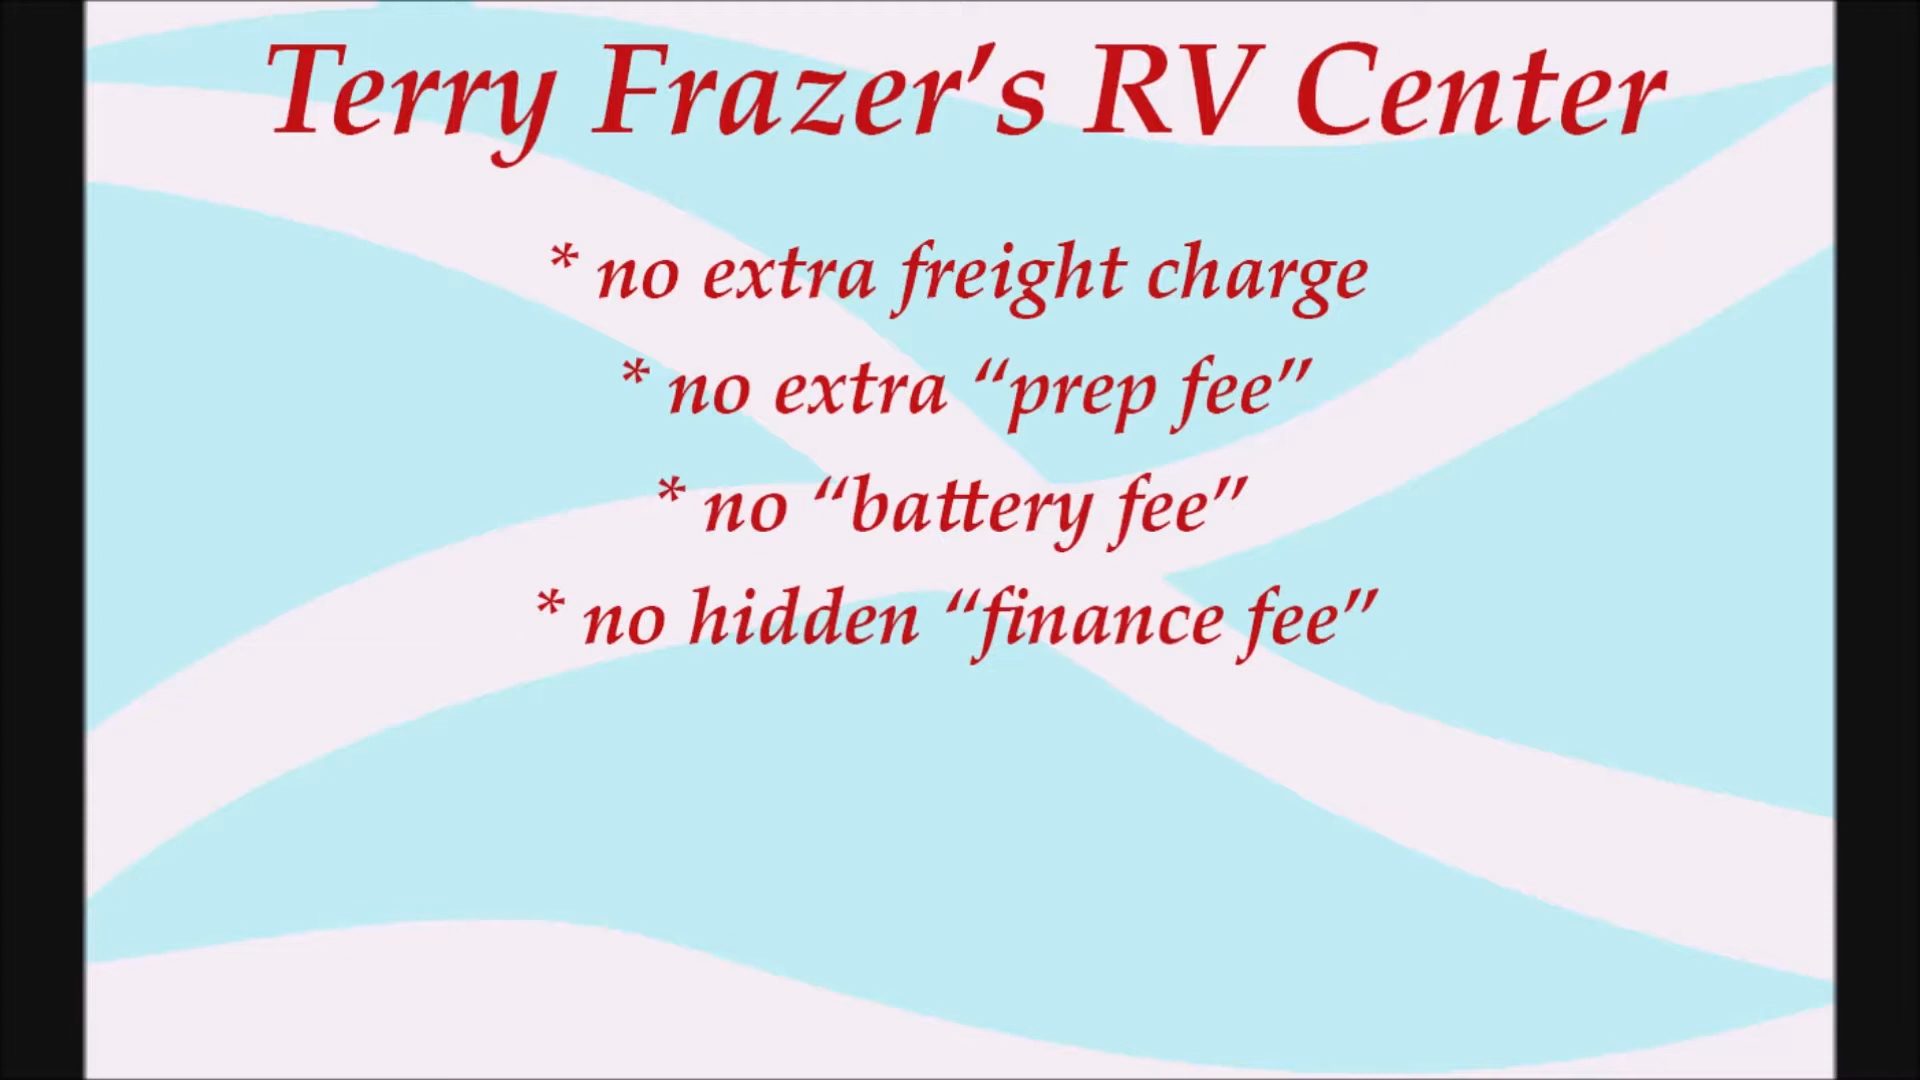 Terry Frazer’s RV Center
* no extra freight charge
* no extra “prep fee”
* no “battery fee”
* no hidden “finance fee”